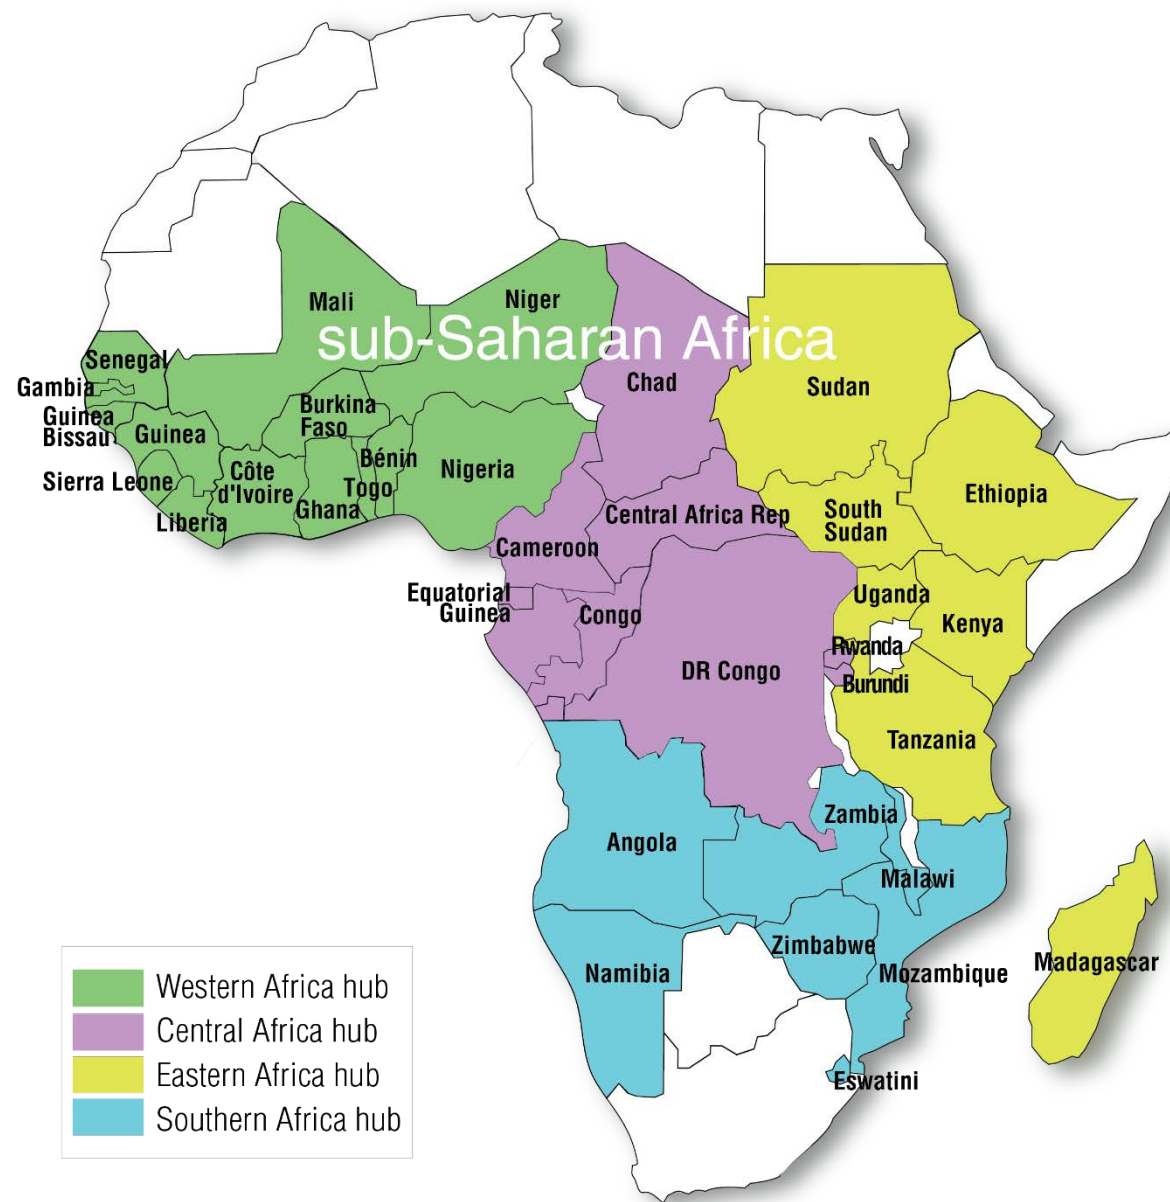 Mali
Niger
sub-Saharan Africa
Senegal
Chad
Sudan
Gambia
Guinea
Bissau
Burkina
Faso
Guinea
Bénin
Nigeria
Sierra Leone
Côte
d'Ivoire
Togo
Ghana
Liberia
Ethiopia
South
Sudan
Central Africa Rep
Cameroon
Equatorial
Guinea
Congo
Uganda
Kenya
Rwanda
DR Congo
Burundi
Tanzania
Zambia
Angola
Malawi
Zimbabwe
Namibia
Mozambique
Madagascar
Eswatini
Western Africa hub
Central Africa hub
Eastern Africa hub
Southern Africa hub